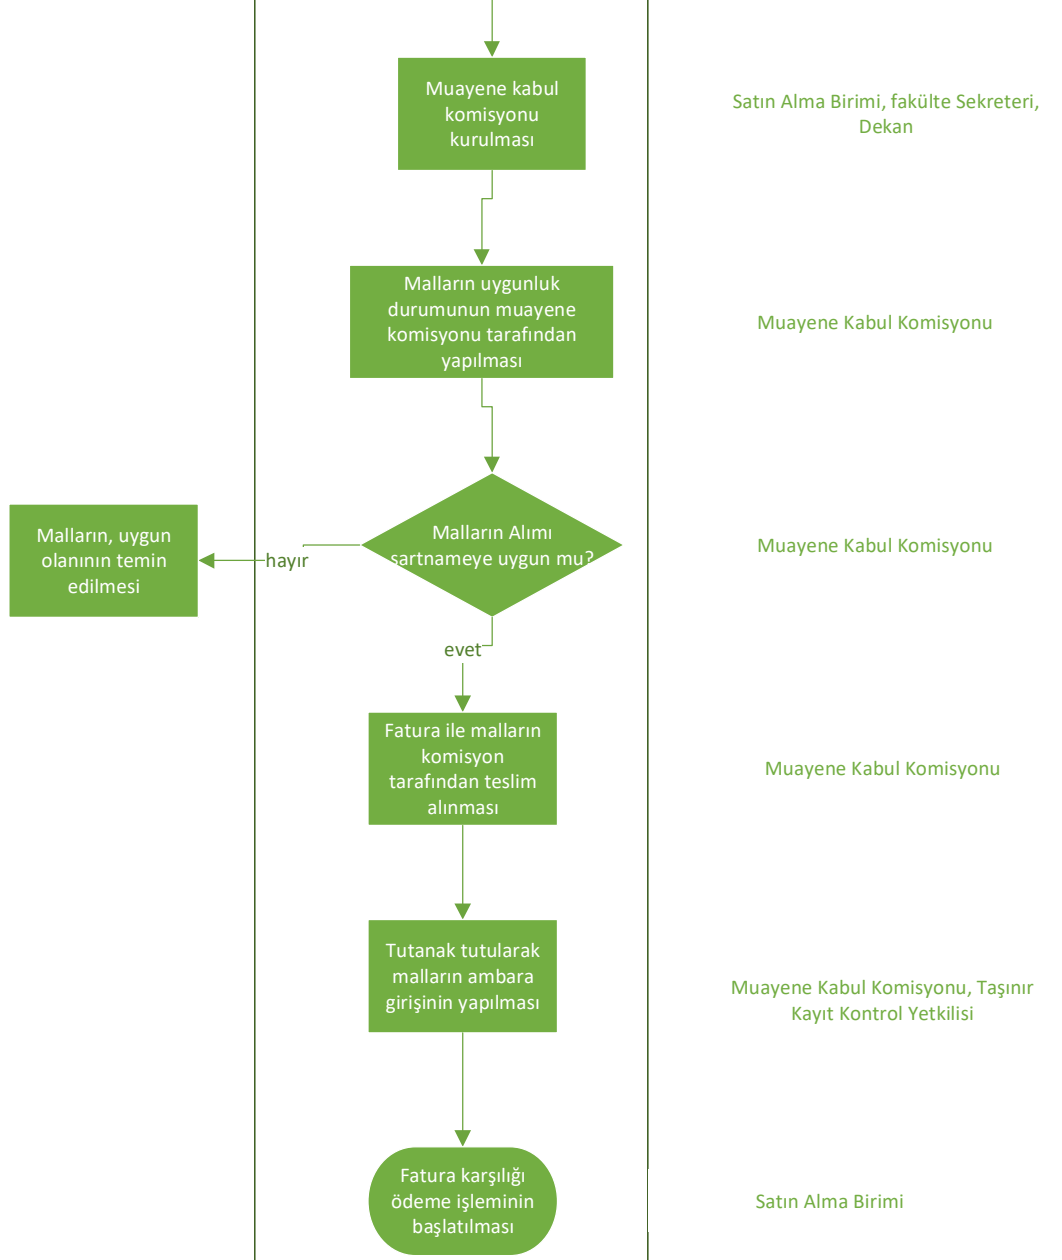 Muayene kabul
komisyonu
kurulması
Satın Alma Birimi, fakülte Sekreteri,
Dekan
Malların uygunluk
durumunun muayene
komisyonu tarafından
yapılması
Muayene Kabul Komisyonu
Malların, uygun
olanının temin
edilmesi
hayır
Malların Alımı
sartnameye uygun mu?
Muayene Kabul Komisyonu
evet
Fatura ile malların
komisyon
tarafından teslim
alınması
Muayene Kabul Komisyonu
Tutanak tutularak
malların ambara
girişinin yapılması
Muayene Kabul Komisyonu, Taşınır
Kayıt Kontrol Yetkilisi
Fatura karşılığı
ödeme işleminin
başlatılması
Satın Alma Birimi